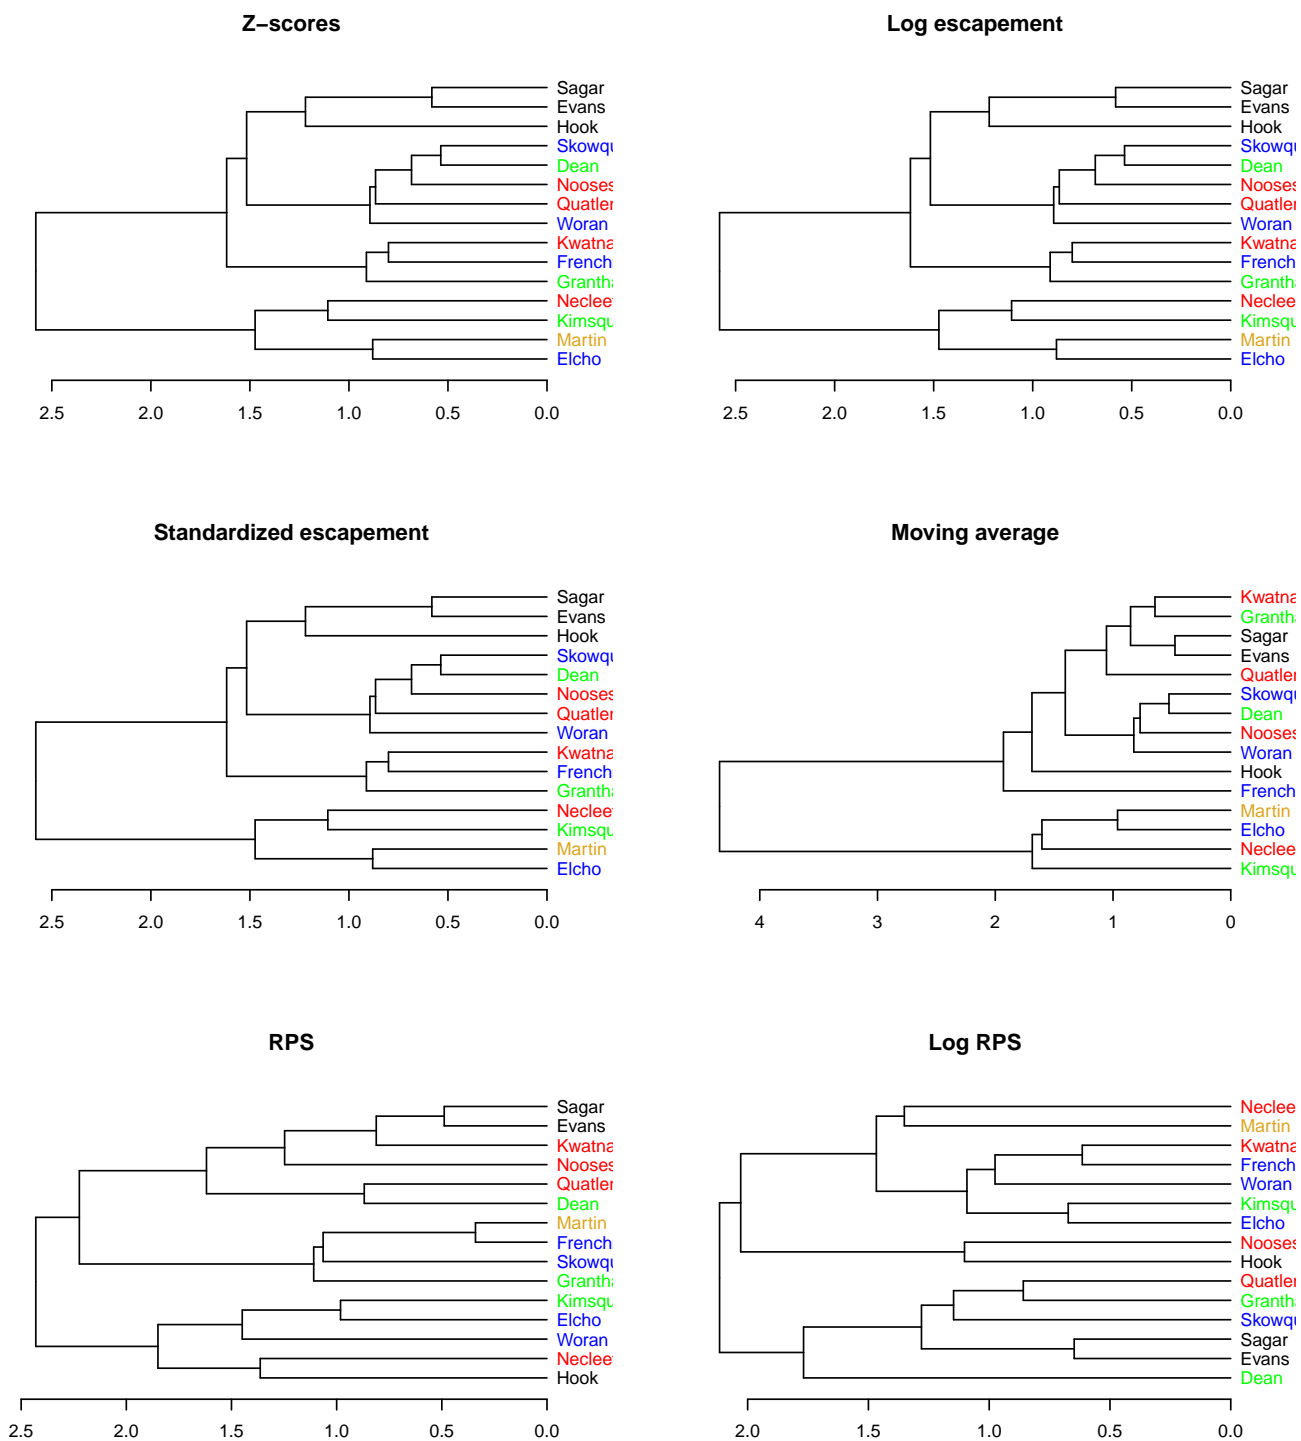 Z−scores
Sagar
Evans
Hook
Skowqu
Dean
Nooses
Quatler
Woran
Kwatna
French
Grantha
Neclee
Kimsqu
Martin
Elcho
2.5 2.0 1.5 1.0 0.5 0.0
Log escapement
Sagar
Evans
Hook
Skowqu
Dean
Nooses
Quatler
Woran
Kwatna
French
Grantha
Neclee
Kimsqu
Martin
Elcho
2.5 2.0 1.5 1.0 0.5 0.0
Standardized escapement
Sagar
Evans
Hook
Skowqu
Dean
Nooses
Quatler
Woran
Kwatna
French
Grantha
Neclee
Kimsqu
Martin
Elcho
2.5 2.0 1.5 1.0 0.5 0.0
Moving average
Kwatna
Grantha
Sagar
Evans
Quatler
Skowqu
Dean
Nooses
Woran
Hook
French
Martin
Elcho
Neclee
Kimsqu
4 3 2 1 0
RPS
Sagar
Evans
Kwatna
Nooses
Quatler
Dean
Martin
French
Skowqu
Grantha
Kimsqu
Elcho
Woran
Neclee
Hook
2.5 2.0 1.5 1.0 0.5 0.0
Log RPS
Neclee
Martin
Kwatna
French
Woran
Kimsqu
Elcho
Nooses
Hook
Quatler
Grantha
Skowqu
Sagar
Evans
Dean
2.0 1.5 1.0 0.5 0.0